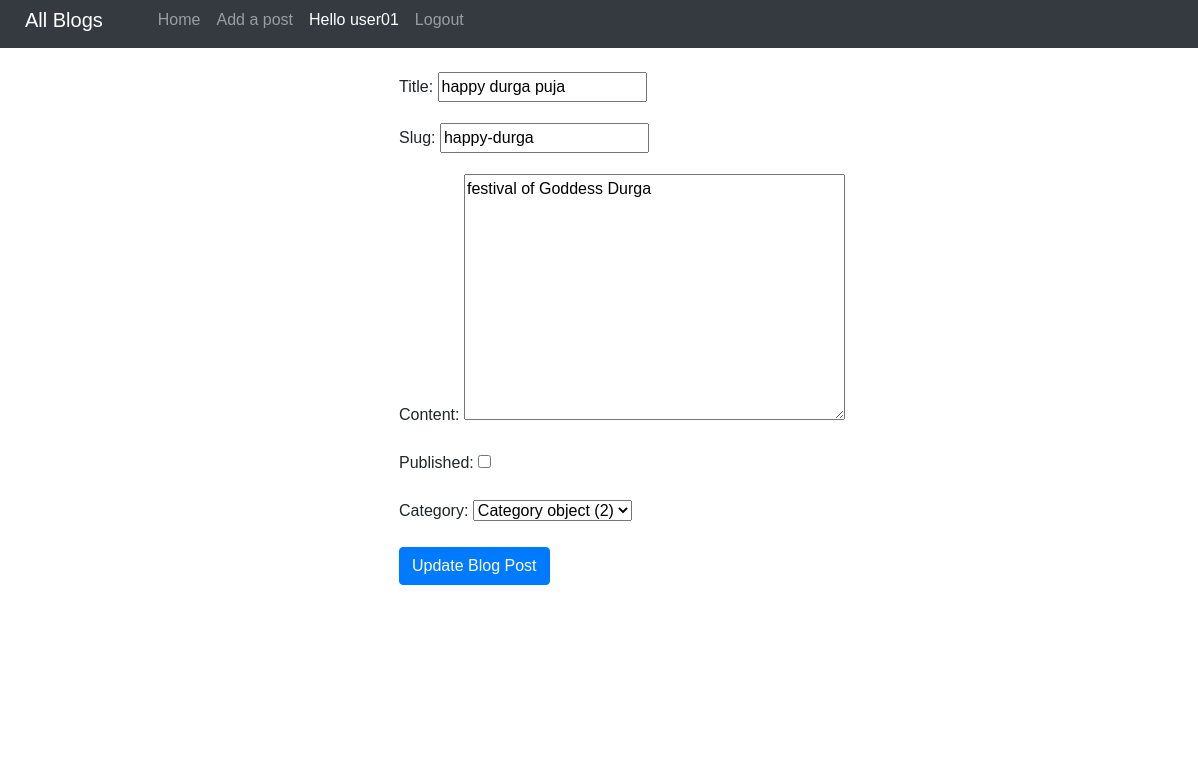 All Blogs Home Add a post Hello user01 Logout
Title: happy durga puja
Slug: happy-durga
festival of Goddess Durga
Content:
Published:
Category: Category object (2)
Update Blog Post